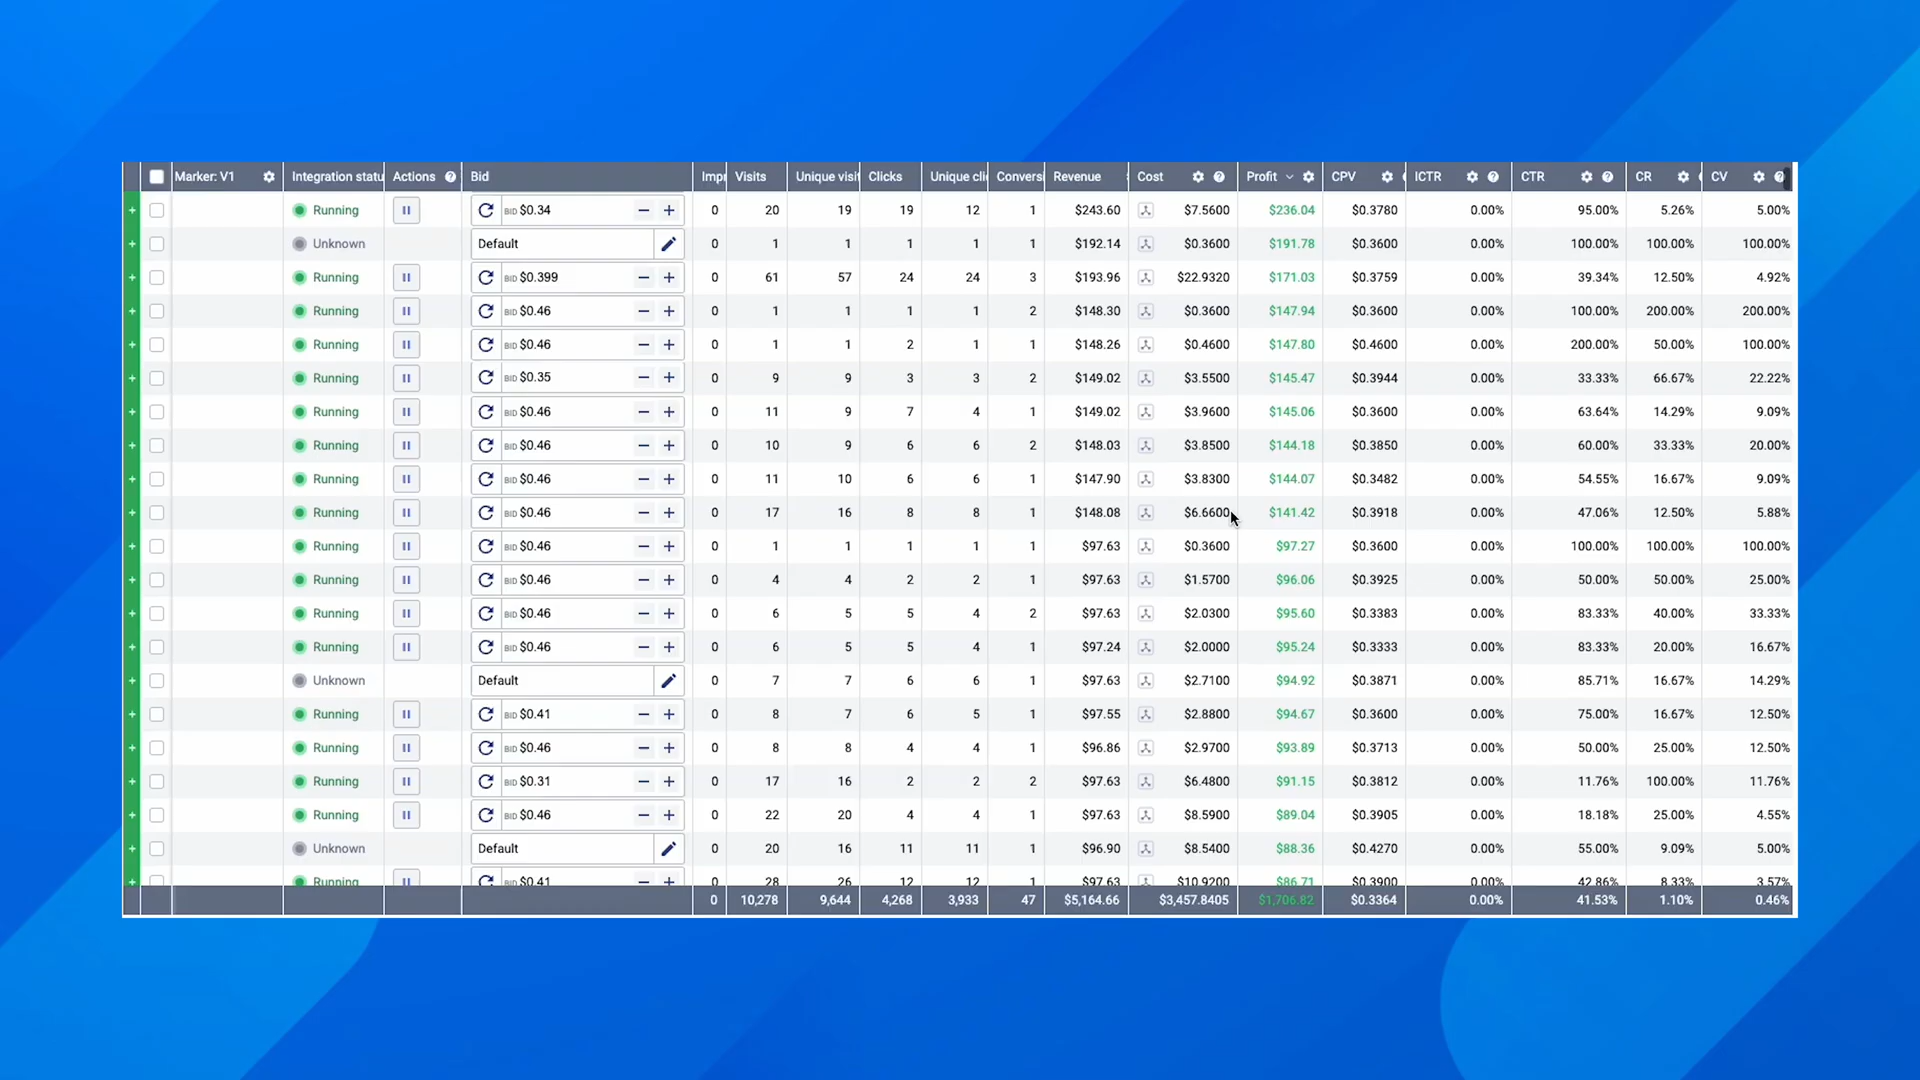 Marker: V1 Integration statu Actions Bid Impr Visits Unique visit Clicks Unique cli Conversi Revenue Cost Profit CPV ICTR CTR CR CV
+ Running BID $0.34 − + 0 20 19 19 12 1 $243.60 $7.5600 $236.04 $0.3780 0.00% 95.00% 5.26% 5.00%
+ Unknown Default 0 1 1 1 1 1 $192.14 $0.3600 $191.78 $0.3600 0.00% 100.00% 100.00% 100.00%
+ Running BID $0.399 − + 0 61 57 24 24 3 $193.96 $22.9320 $171.03 $0.3759 0.00% 39.34% 12.50% 4.92%
+ Running BID $0.46 − + 0 1 1 1 1 2 $148.30 $0.3600 $147.94 $0.3600 0.00% 100.00% 200.00% 200.00%
+ Running BID $0.46 − + 0 1 1 2 1 1 $148.26 $0.4600 $147.80 $0.4600 0.00% 200.00% 50.00% 100.00%
+ Running BID $0.35 − + 0 9 9 3 3 2 $149.02 $3.5500 $145.47 $0.3944 0.00% 33.33% 66.67% 22.22%
+ Running BID $0.46 − + 0 11 9 7 4 1 $149.02 $3.9600 $145.06 $0.3600 0.00% 63.64% 14.29% 9.09%
+ Running BID $0.46 − + 0 10 9 6 6 2 $148.03 $3.8500 $144.18 $0.3850 0.00% 60.00% 33.33% 20.00%
+ Running BID $0.46 − + 0 11 10 6 6 1 $147.90 $3.8300 $144.07 $0.3482 0.00% 54.55% 16.67% 9.09%
+ Running BID $0.46 − + 0 17 16 8 8 1 $148.08 $6.6600 $141.42 $0.3918 0.00% 47.06% 12.50% 5.88%
+ Running BID $0.46 − + 0 1 1 1 1 1 $97.63 $0.3600 $97.27 $0.3600 0.00% 100.00% 100.00% 100.00%
+ Running BID $0.46 − + 0 4 4 2 2 1 $97.63 $1.5700 $96.06 $0.3925 0.00% 50.00% 50.00% 25.00%
+ Running BID $0.46 − + 0 6 5 5 4 2 $97.63 $2.0300 $95.60 $0.3383 0.00% 83.33% 40.00% 33.33%
+ Running BID $0.46 − + 0 6 5 5 4 1 $97.24 $2.0000 $95.24 $0.3333 0.00% 83.33% 20.00% 16.67%
+ Unknown Default 0 7 7 6 6 1 $97.63 $2.7100 $94.92 $0.3871 0.00% 85.71% 16.67% 14.29%
+ Running BID $0.41 − + 0 8 7 6 5 1 $97.55 $2.8800 $94.67 $0.3600 0.00% 75.00% 16.67% 12.50%
+ Running BID $0.46 − + 0 8 8 4 4 1 $96.86 $2.9700 $93.89 $0.3713 0.00% 50.00% 25.00% 12.50%
+ Running BID $0.31 − + 0 17 16 2 2 2 $97.63 $6.4800 $91.15 $0.3812 0.00% 11.76% 100.00% 11.76%
+ Running BID $0.46 − + 0 22 20 4 4 1 $97.63 $8.5900 $89.04 $0.3905 0.00% 18.18% 25.00% 4.55%
+ Unknown Default 0 20 16 11 11 1 $96.90 $8.5400 $88.36 $0.4270 0.00% 55.00% 9.09% 5.00%
+ Running BID $0.41 − + 0 28 26 12 12 1 $97.63 $10.9200 $86.71 $0.3900 0.00% 42.86% 8.33% 3.57%
0 10,278 9,644 4,268 3,933 47 $5,164.66 $3,457.8405 $1,706.82 $0.3364 0.00% 41.53% 1.10% 0.46%